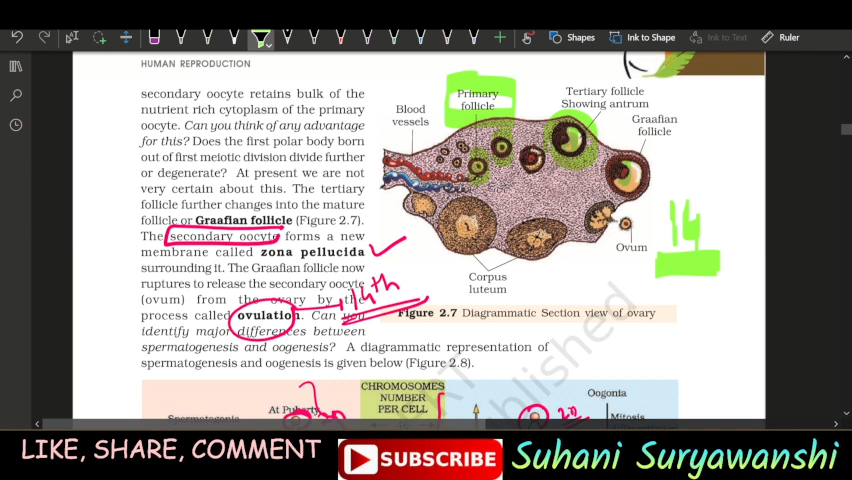 Shapes
Ink to Shape
Ink to Text
Ruler
HUMAN REPRODUCTION
secondary oocyte retains bulk of the
nutrient rich cytoplasm of the primary
oocyte. Can you think of any advantage
for this? Does the first polar body born
out of first meiotic division divide further
or degenerate? At present we are not
very certain about this. The tertiary
follicle further changes into the mature
follicle or Graafian follicle (Figure 2.7).
The secondary oocyte forms a new
membrane called zona pellucida
surrounding it. The Graafian follicle now
ruptures to release the secondary oocyte
(ovum) from the ovary by the
process called ovulation. Can you
identify major differences between
spermatogenesis and oogenesis? A diagrammatic representation of
spermatogenesis and oogenesis is given below (Figure 2.8).
14th
Blood
vessels
Primary
follicle
Tertiary follicle
Showing antrum
Graafian
follicle
14
Ovum
Corpus
luteum
Figure 2.7 Diagrammatic Section view of ovary
At Puberty
CHROMOSOMES
NUMBER
PER CELL
Oogonia
Spermatogonia
Mitosis
LIKE, SHARE, COMMENT
SUBSCRIBE
Suhani Suryawanshi